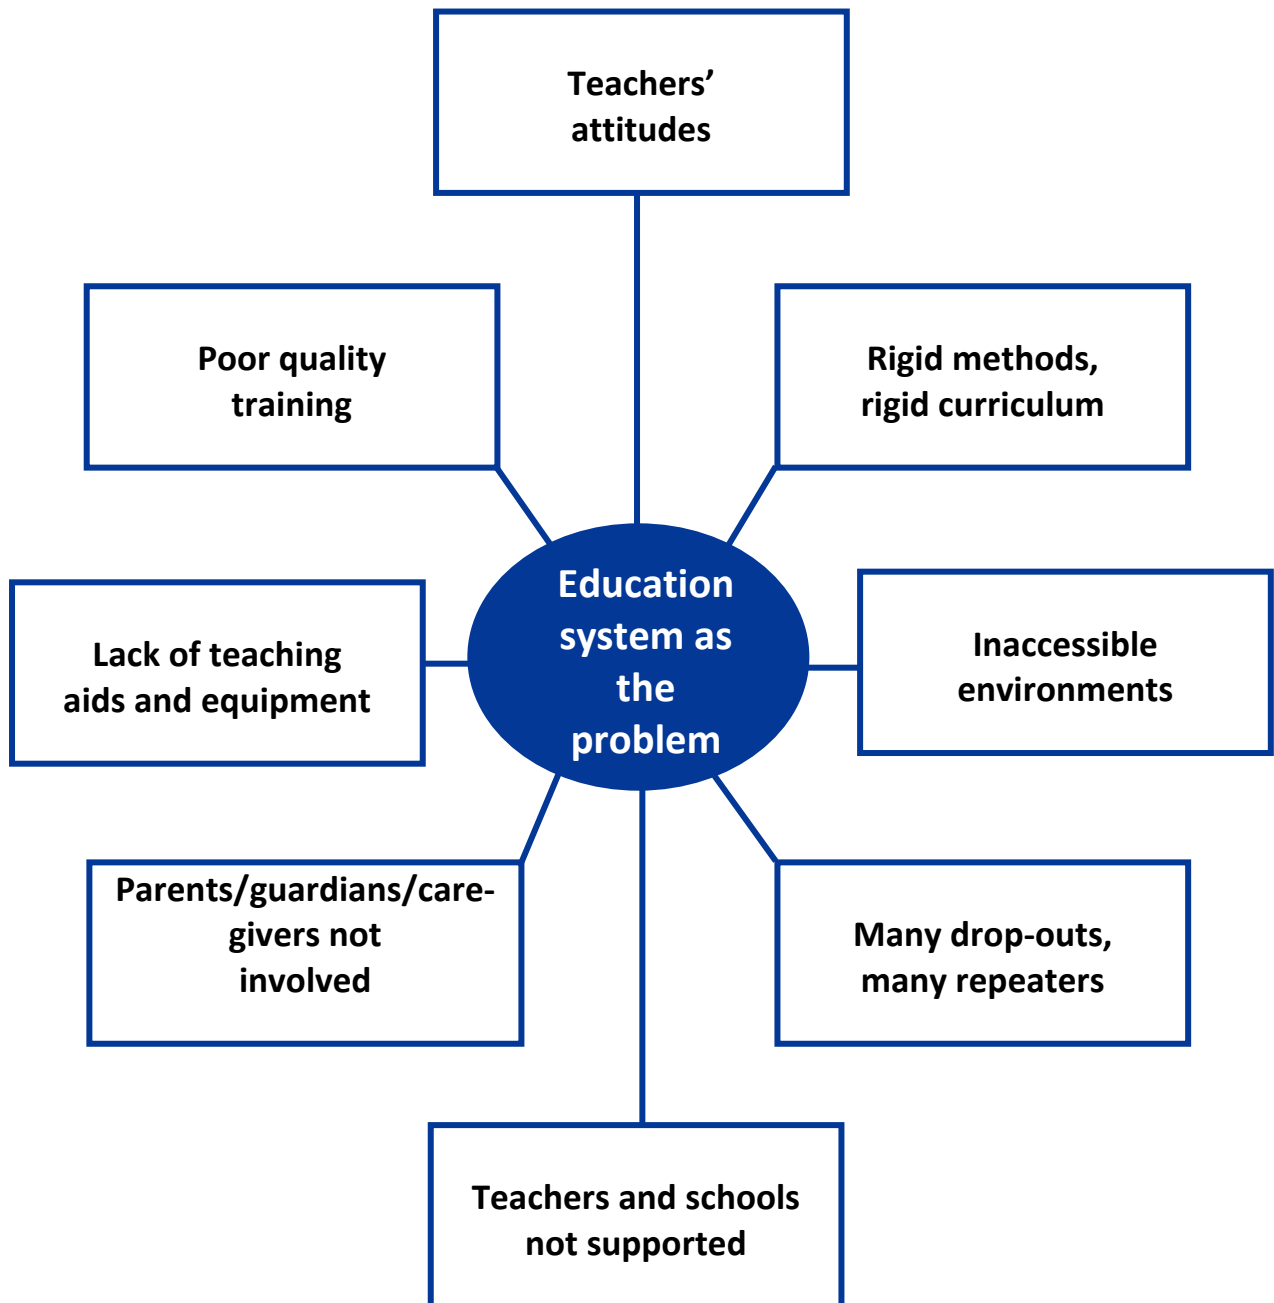 Teachers’
attitudes
Poor quality
training
Rigid methods,
rigid curriculum
Education
system as
the
problem
Lack of teaching
aids and equipment
Inaccessible
environments
Parents/guardians/care-
givers not
involved
Many drop-outs,
many repeaters
Teachers and schools
not supported